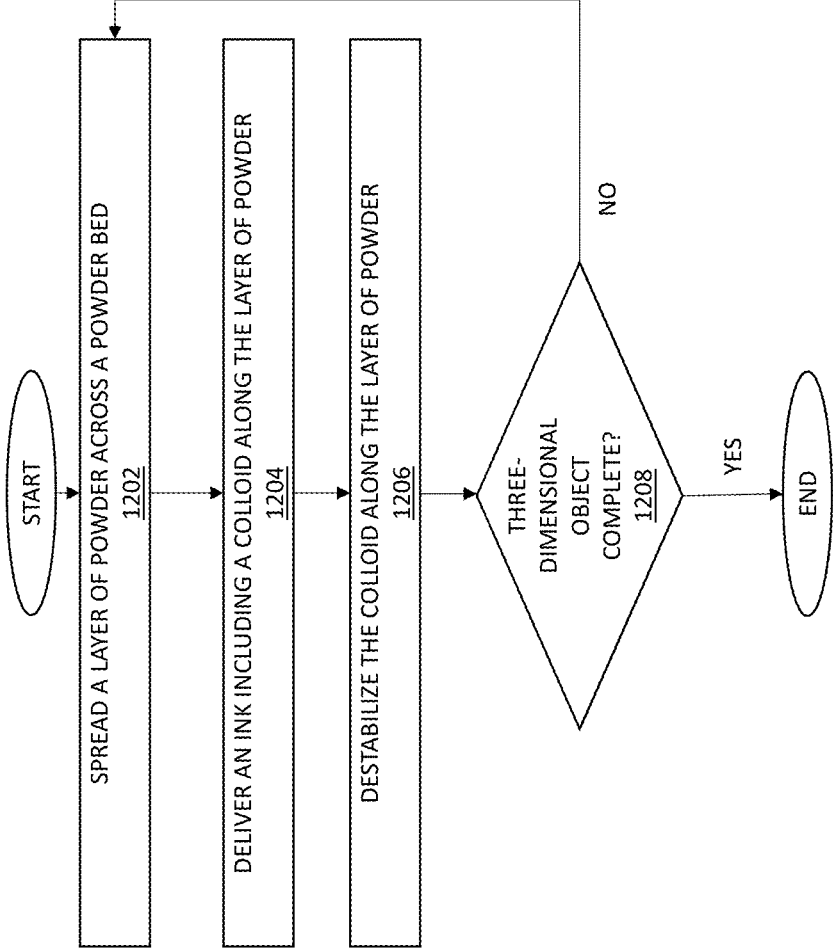 START
SPREAD A LAYER OF POWDER ACROSS A POWDER BED
1202
DELIVER AN INK INCLUDING A COLLOID ALONG THE LAYER OF POWDER
1204
DESTABILIZE THE COLLOID ALONG THE LAYER OF POWDER
1206
THREE-
DIMENSIONAL
OBJECT
COMPLETE?
1208
NO
YES
END